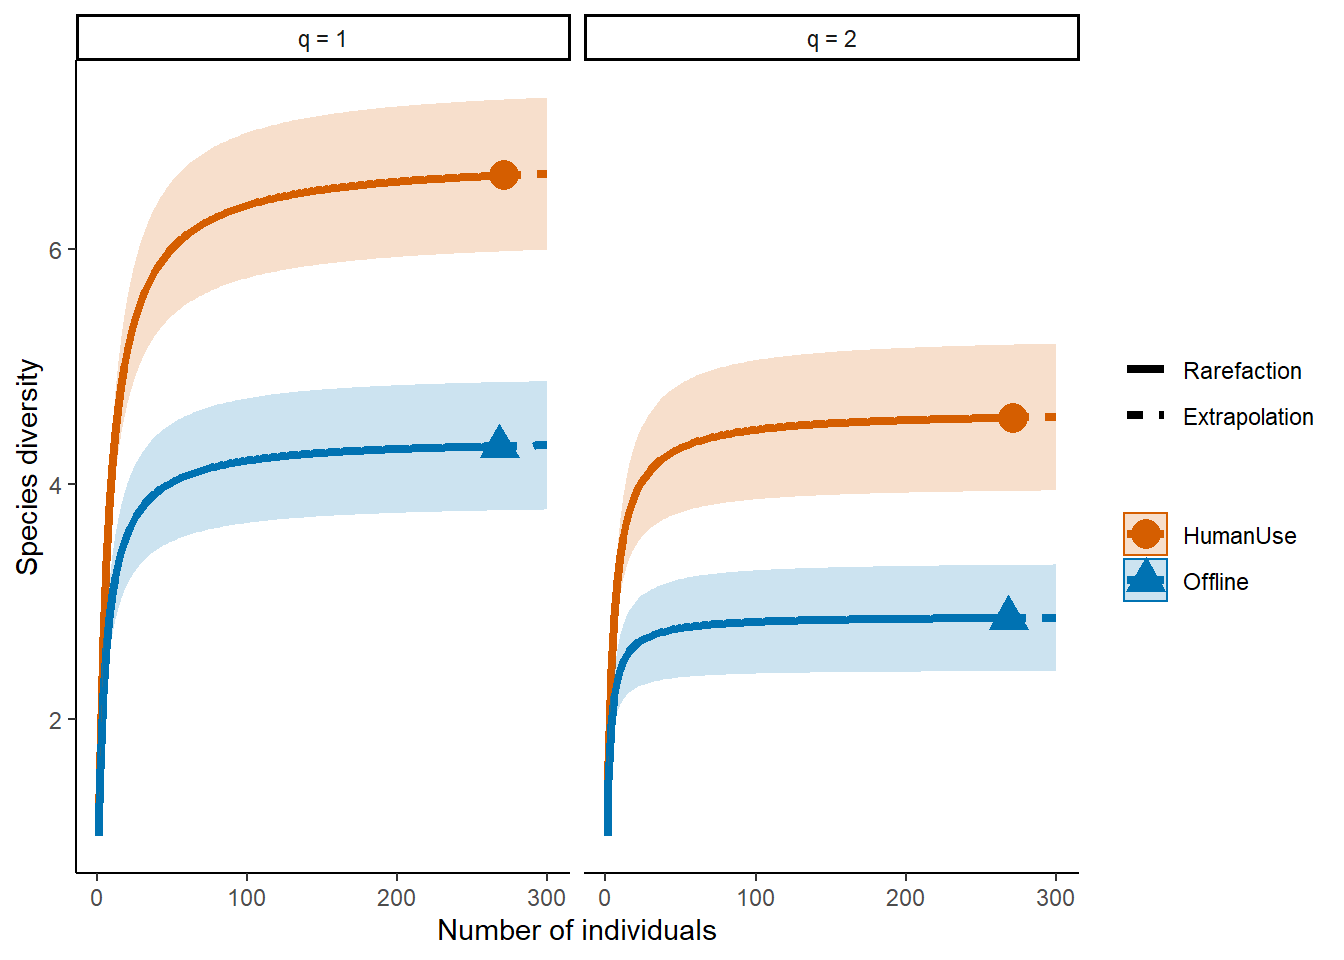 q = 1
q = 2
Species diversity
6
4
2
0
100
200
300
0
100
200
300
Number of individuals
Rarefaction
Extrapolation
HumanUse
Offline